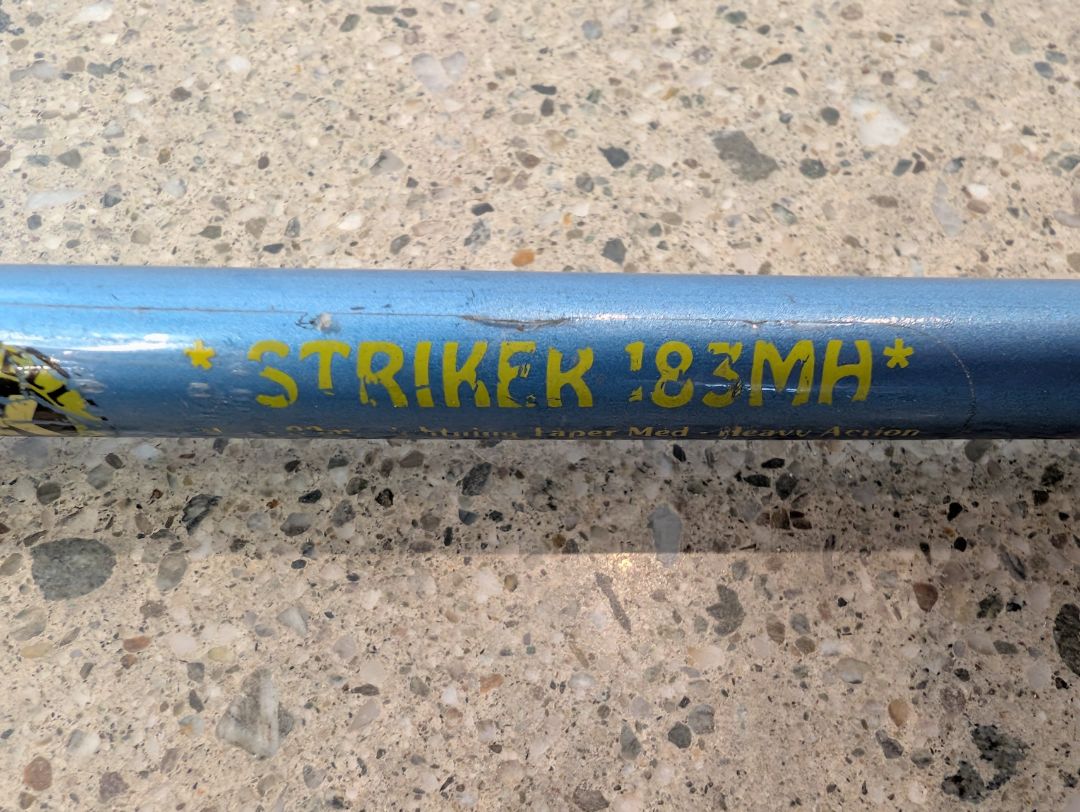 * STRIKER 183MH *
Taper Med - Heavy Action